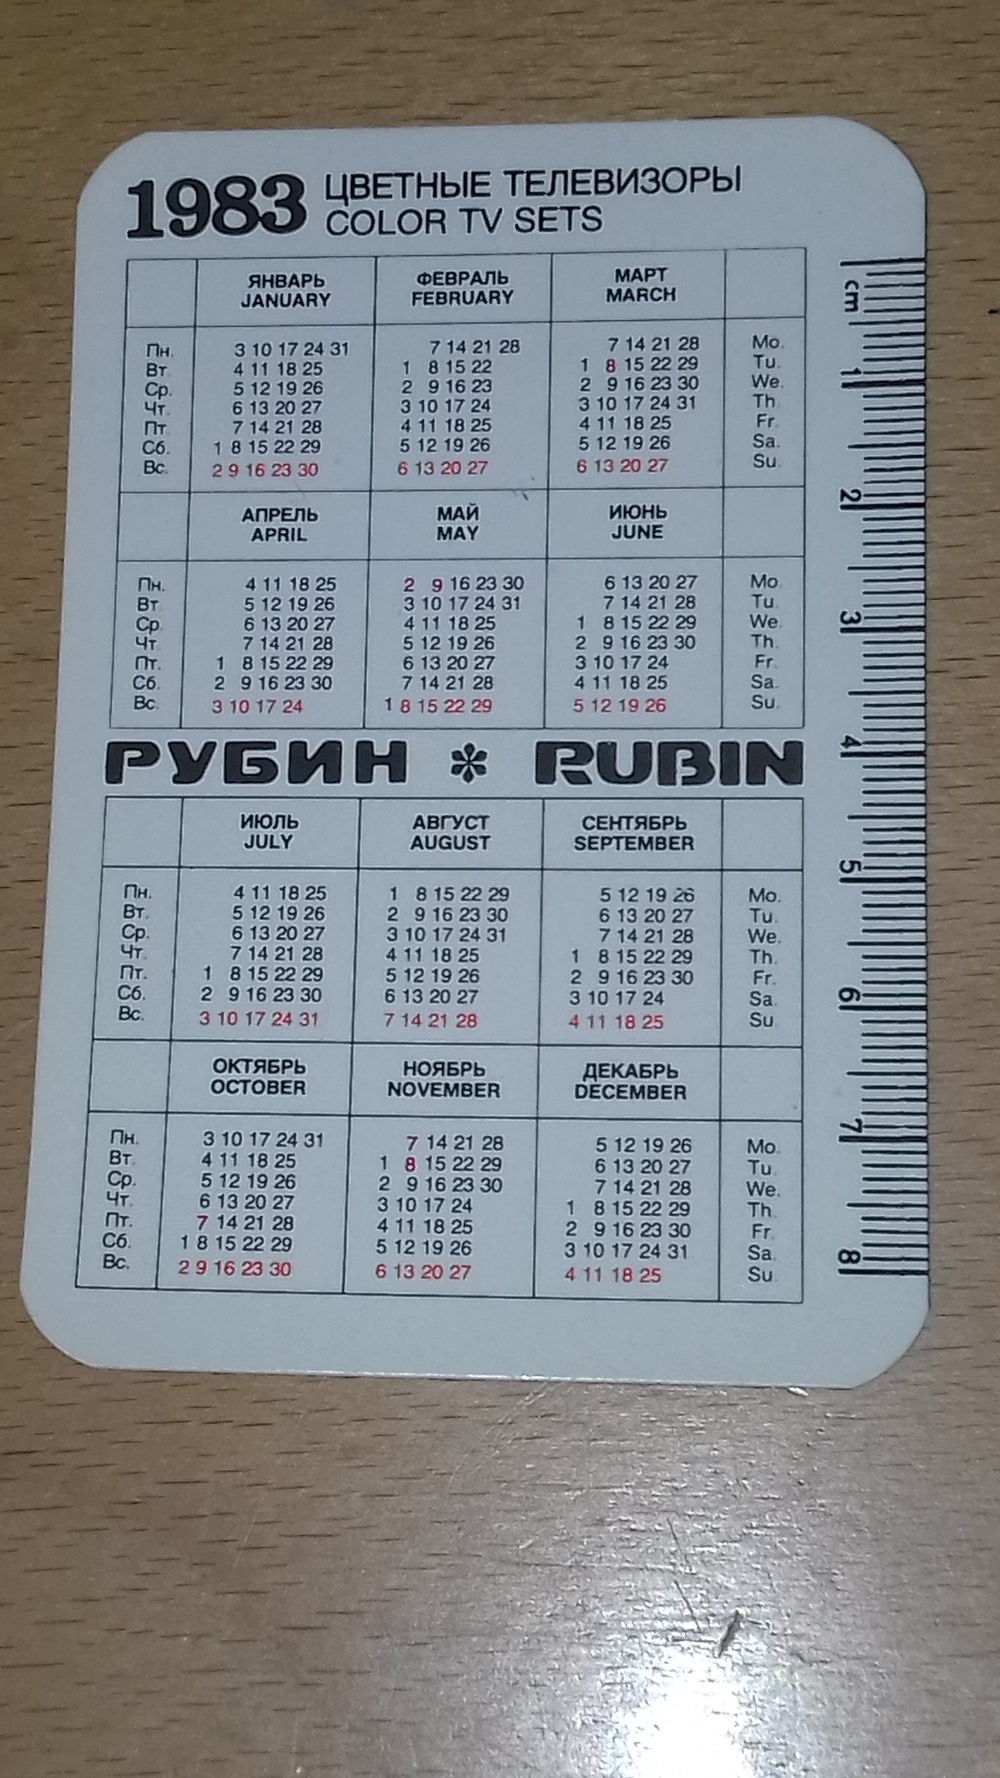 1983 ЦВЕТНЫЕ ТЕЛЕВИЗОРЫ
COLOR TV SETS
ЯНВАРЬ ФЕВРАЛЬ МАРТ
JANUARY FEBRUARY MARCH
Пн. 3 10 17 24 31 7 14 21 28 7 14 21 28 Mo.
Вт. 4 11 18 25 1 8 15 22 1 8 15 22 29 Tu.
Ср. 5 12 19 26 2 9 16 23 2 9 16 23 30 We.
Чт. 6 13 20 27 3 10 17 24 3 10 17 24 31 Th.
Пт. 7 14 21 28 4 11 18 25 4 11 18 25 Fr.
Сб. 1 8 15 22 29 5 12 19 26 5 12 19 26 Sa.
Вс. 2 9 16 23 30 6 13 20 27 6 13 20 27 Su.
АПРЕЛЬ МАЙ ИЮНЬ
APRIL MAY JUNE
Пн. 4 11 18 25 2 9 16 23 30 6 13 20 27 Mo.
Вт. 5 12 19 26 3 10 17 24 31 7 14 21 28 Tu.
Ср. 6 13 20 27 4 11 18 25 1 8 15 22 29 We.
Чт. 7 14 21 28 5 12 19 26 2 9 16 23 30 Th.
Пт. 1 8 15 22 29 6 13 20 27 3 10 17 24 Fr.
Сб. 2 9 16 23 30 7 14 21 28 4 11 18 25 Sa.
Вс. 3 10 17 24 1 8 15 22 29 5 12 19 26 Su.
РУБИН RUBIN
ИЮЛЬ АВГУСТ СЕНТЯБРЬ
JULY AUGUST SEPTEMBER
Пн. 4 11 18 25 1 8 15 22 29 5 12 19 26 Mo.
Вт. 5 12 19 26 2 9 16 23 30 6 13 20 27 Tu.
Ср. 6 13 20 27 3 10 17 24 31 7 14 21 28 We.
Чт. 7 14 21 28 4 11 18 25 1 8 15 22 29 Th.
Пт. 1 8 15 22 29 5 12 19 26 2 9 16 23 30 Fr.
Сб. 2 9 16 23 30 6 13 20 27 3 10 17 24 Sa.
Вс. 3 10 17 24 31 7 14 21 28 4 11 18 25 Su
ОКТЯБРЬ НОЯБРЬ ДЕКАБРЬ
OCTOBER NOVEMBER DECEMBER
Пн. 3 10 17 24 31 7 14 21 28 5 12 19 26 Mo.
Вт. 4 11 18 25 1 8 15 22 29 6 13 20 27 Tu
Ср. 5 12 19 26 2 9 16 23 30 7 14 21 28 We.
Чт. 6 13 20 27 3 10 17 24 1 8 15 22 29 Th.
Пт. 7 14 21 28 4 11 18 25 2 9 16 23 30 Fr.
Сб. 1 8 15 22 29 5 12 19 26 3 10 17 24 31 Sa.
Вс. 2 9 16 23 30 6 13 20 27 4 11 18 25 Su
cm 1 2 3 4 5 6 7 8